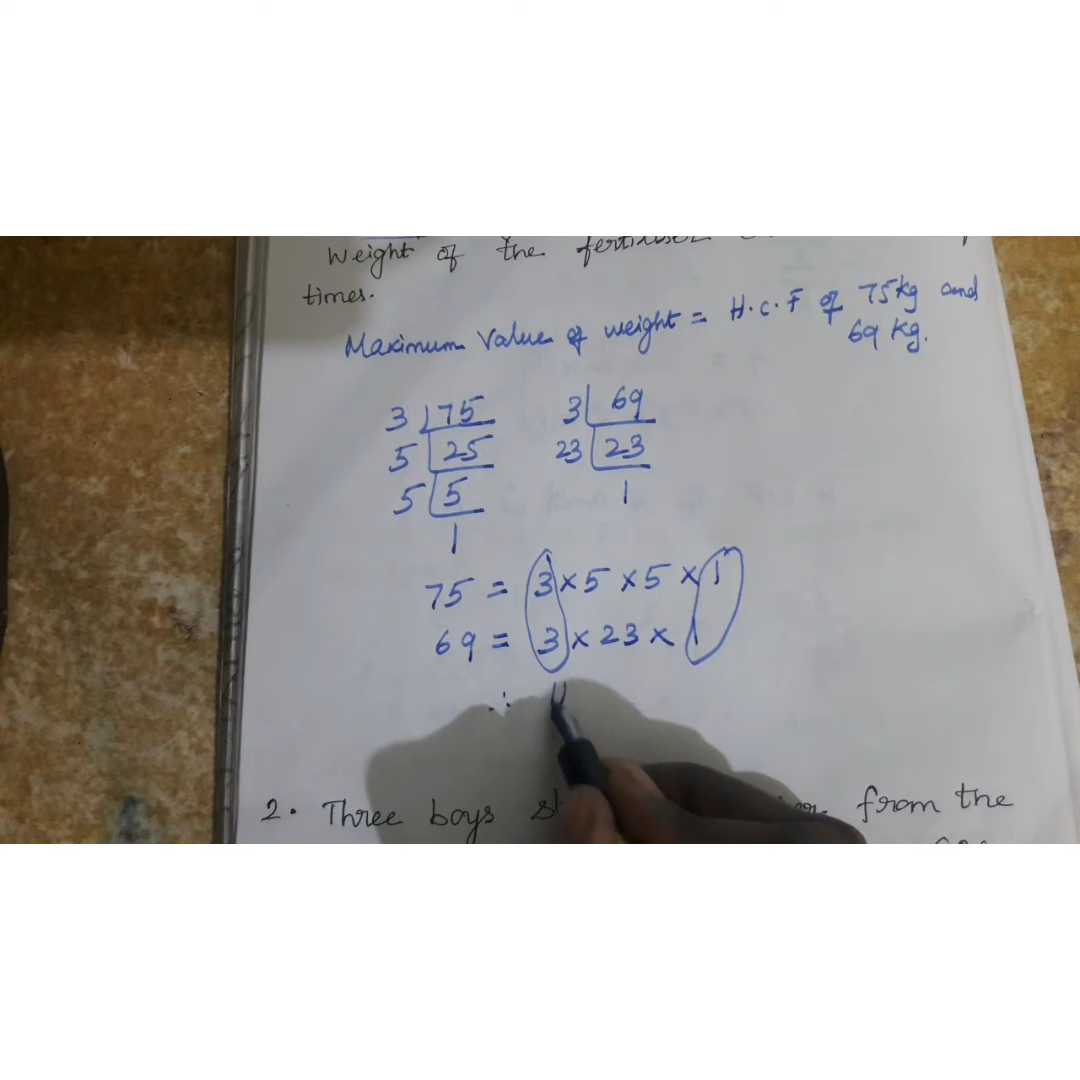 Weight of the
times.
Maximum Value of weight = H.C.F of 75kg and
69 kg.
3 75 3 69
5 25 23 23
5 5 1
1
75 = 3 × 5 × 5 × 1
69 = 3 × 23 × 1
∴
2. Three boys from the